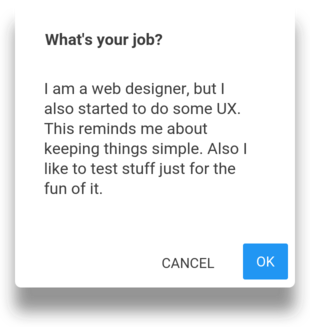 What's your job?
I am a web designer, but I
also started to do some UX.
This reminds me about
keeping things simple. Also I
like to test stuff just for the
fun of it.
CANCEL
OK